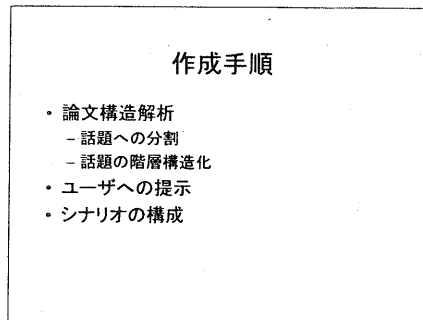 作成手順
• 論文構造解析
– 話題への分割
– 話題の階層構造化
• ユーザへの提示
• シナリオの構成